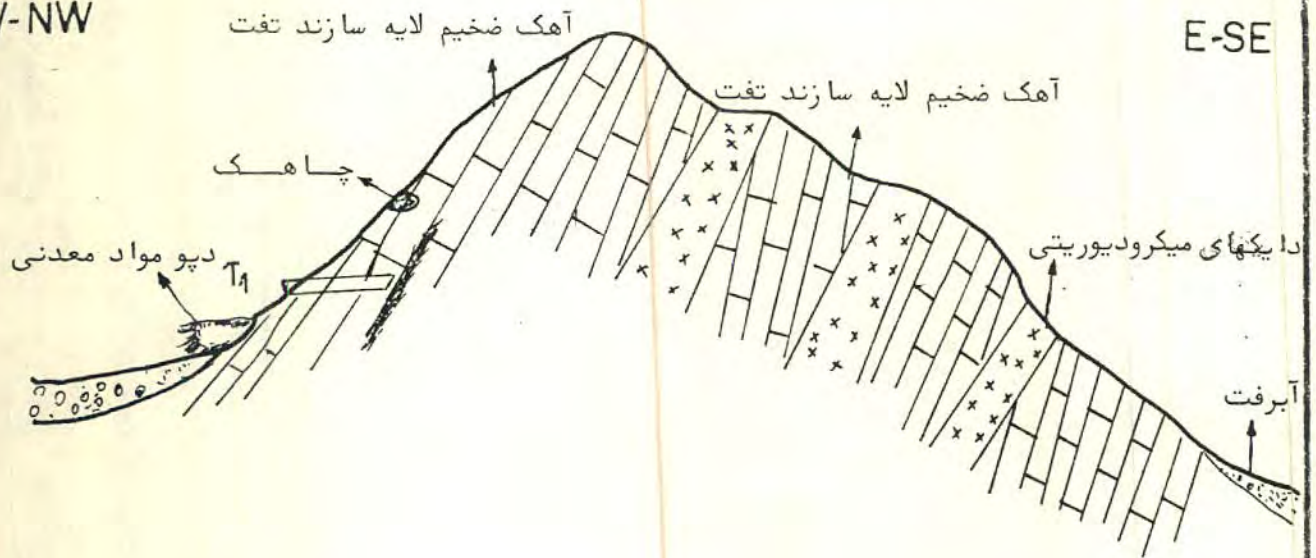 W-NW
E-SE
آهک ضخیم لایه سازند تفت
آهک ضخیم لایه سازند تفت
چاهک
دایکهای میکرودیوریتی
دپو مواد معدنی
T1
آبرفت